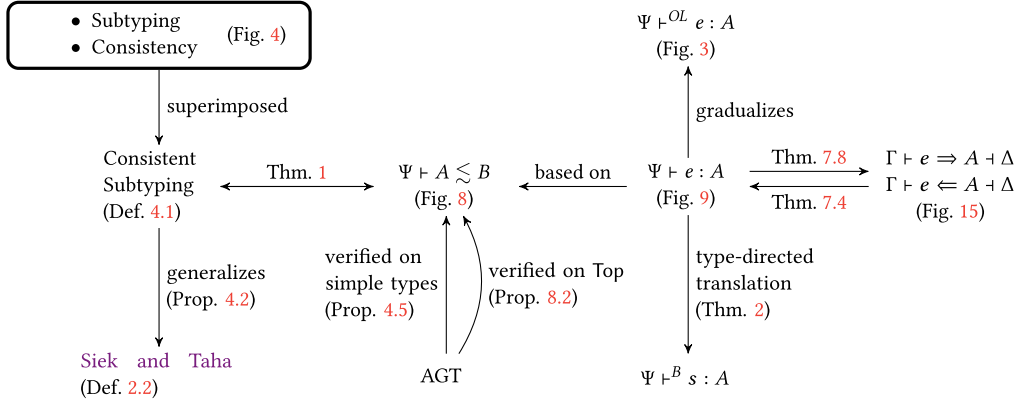 • Subtyping
• Consistency
(Fig. 4)
superimposed
Consistent
Subtyping
(Def. 4.1)
Thm. 1
generalizes
(Prop. 4.2)
Siek and Taha
(Def. 2.2)
Ψ ⊢ A ≲ B
(Fig. 8)
verified on
simple types
(Prop. 4.5)
verified on Top
(Prop. 8.2)
AGT
based on
Ψ ⊢^{OL} e : A
(Fig. 3)
gradualizes
Ψ ⊢ e : A
(Fig. 9)
type-directed
translation
(Thm. 2)
Ψ ⊢^{B} s : A
Thm. 7.8
Thm. 7.4
Γ ⊢ e ⇒ A ⊣ Δ
Γ ⊢ e ⇐ A ⊣ Δ
(Fig. 15)